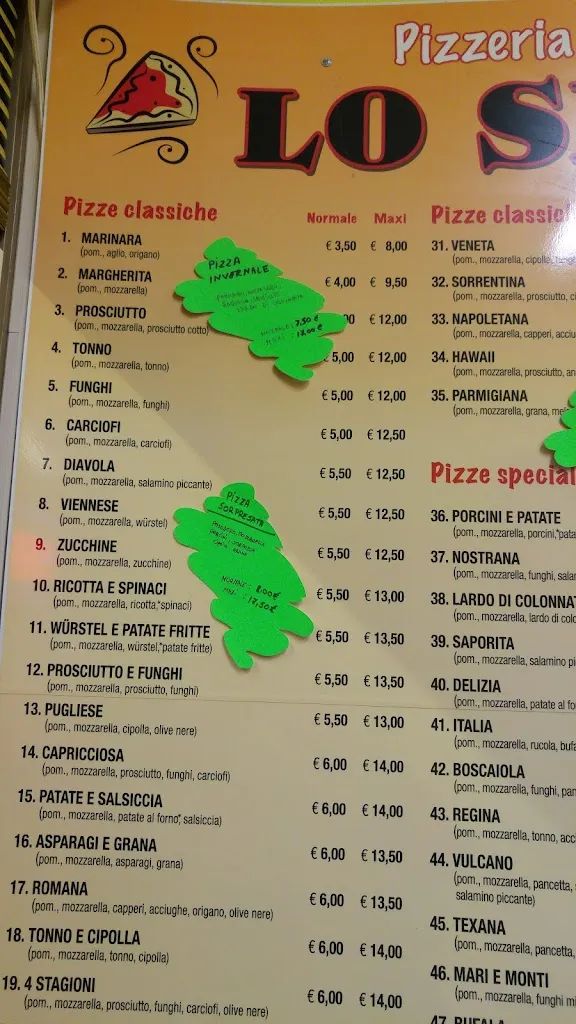 Pizzeria
LO S
Pizze classiche Normale Maxi
1. MARINARA € 3,50 € 8,00
(pom., aglio, origano)
2. MARGHERITA € 4,00 € 9,50
(pom., mozzarella)
3. PROSCIUTTO € 12,00
(pom., mozzarella, prosciutto cotto)
4. TONNO € 5,00 € 12,00
(pom., mozzarella, tonno)
5. FUNGHI € 5,00 € 12,00
(pom., mozzarella, funghi)
6. CARCIOFI € 5,00 € 12,50
(pom., mozzarella, carciofi)
7. DIAVOLA € 5,50 € 12,50
(pom., mozzarella, salamino piccante)
8. VIENNESE € 5,50 € 12,50
(pom., mozzarella, würstel)
9. ZUCCHINE € 5,50 € 12,50
(pom., mozzarella, zucchine)
10. RICOTTA E SPINACI € 5,50 € 13,00
(pom., mozzarella, ricotta,*spinaci)
11. WÜRSTEL E PATATE FRITTE € 5,50 € 13,50
(pom., mozzarella, würstel,*patate fritte)
12. PROSCIUTTO E FUNGHI € 5,50 € 13,50
(pom., mozzarella, prosciutto, funghi)
13. PUGLIESE € 5,50 € 13,00
(pom., mozzarella, cipolla, olive nere)
14. CAPRICCIOSA € 6,00 € 14,00
(pom., mozzarella, prosciutto, funghi, carciofi)
15. PATATE E SALSICCIA € 6,00 € 14,00
(pom., mozzarella, patate al forno*, salsiccia)
16. ASPARAGI E GRANA € 6,00 € 13,50
(pom., mozzarella, asparagi, grana)
17. ROMANA € 6,00 € 13,50
(pom., mozzarella, capperi, acciughe, origano, olive nere)
18. TONNO E CIPOLLA € 6,00 € 14,00
(pom., mozzarella, tonno, cipolla)
19. 4 STAGIONI € 6,00 € 14,00
(pom., mozzarella, prosciutto, funghi, carciofi, olive nere)
PIZZA
INVERNALE
NORMALE: 7,50 €
MAXI : 17,00 €
PIZZA
SORPRESATA
NORMALE: 8,00 €
MAXI : 17,50 €
Pizze classic
31. VENETA
(pom., mozzarella, cipolla, fung
32. SORRENTINA
(pom., mozzarella, prosciutto, c
33. NAPOLETANA
(pom., mozzarella, capperi, acciu
34. HAWAII
(pom., mozzarella, prosciutto, an
35. PARMIGIANA
(pom., mozzarella, grana, me
Pizze special
36. PORCINI E PATATE
(pom., mozzarella, porcini,*pata
37. NOSTRANA
(pom., mozzarella, funghi, sala
38. LARDO DI COLONNAT
(pom., mozzarella, lardo di colo
39. SAPORITA
(pom., mozzarella, salamino pi
40. DELIZIA
(pom., mozzarella, patate al fo
41. ITALIA
(pom., mozzarella, rucola, bufa
42. BOSCAIOLA
(pom., mozzarella, funghi, pan
43. REGINA
(pom., mozzarella, tonno, acc
44. VULCANO
(pom., mozzarella, pancetta,
salamino piccante)
45. TEXANA
(pom., mozzarella, pancetta,
46. MARI E MONTI
(pom., mozzarella, funghi mi
47. BUFALA